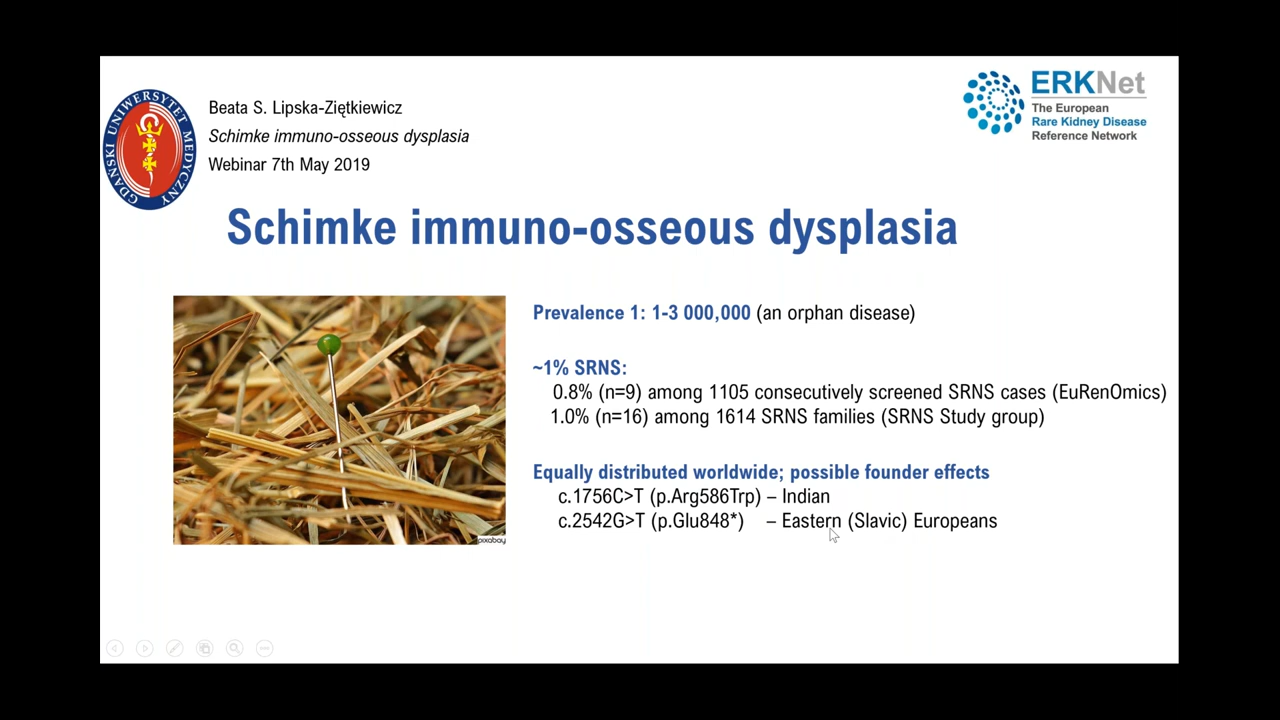 GDAŃSKI UNIWERSYTET MEDYCZNY
Beata S. Lipska-Ziętkiewicz
Schimke immuno-osseous dysplasia
Webinar 7th May 2019
ERKNet
The European
Rare Kidney Disease
Reference Network
Schimke immuno-osseous dysplasia
Prevalence 1: 1-3 000,000 (an orphan disease)
~1% SRNS:
0.8% (n=9) among 1105 consecutively screened SRNS cases (EuRenOmics)
1.0% (n=16) among 1614 SRNS families (SRNS Study group)
Equally distributed worldwide; possible founder effects
c.1756C>T (p.Arg586Trp) – Indian
c.2542G>T (p.Glu848*) – Eastern (Slavic) Europeans
pixabay